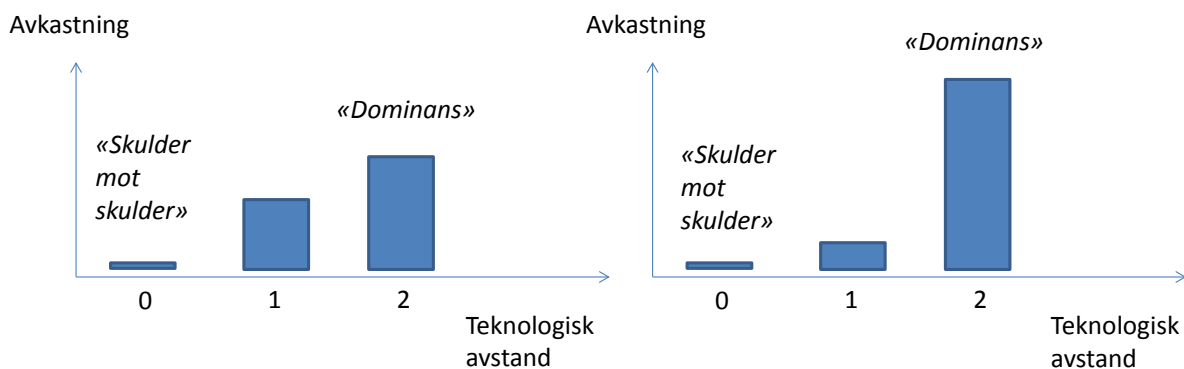 Avkastning
«Dominans»
«Skulder
mot
skulder»
0
1
2
Teknologisk
avstand
Avkastning
«Dominans»
«Skulder
mot
skulder»
0
1
2
Teknologisk
avstand